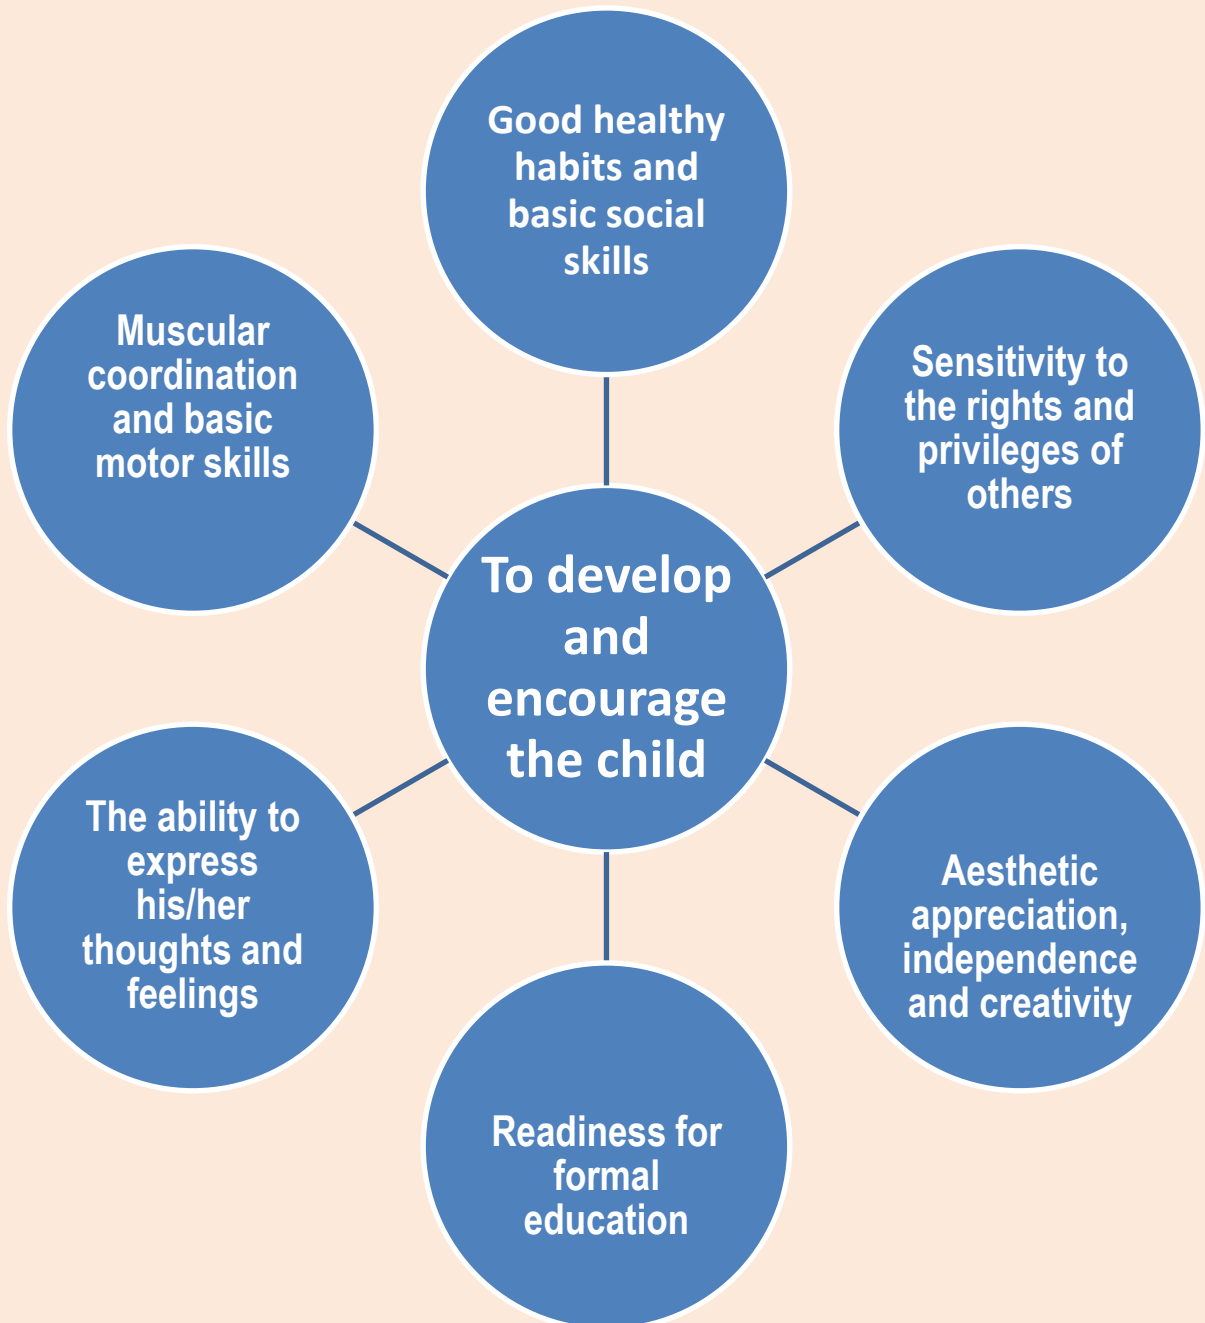 Good healthy
habits and
basic social
skills
Muscular
coordination
and basic
motor skills
Sensitivity to
the rights and
privileges of
others
To develop
and
encourage
the child
The ability to
express
his/her
thoughts and
feelings
Aesthetic
appreciation,
independence
and creativity
Readiness for
formal
education